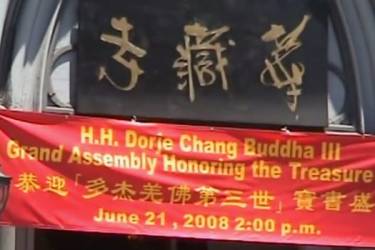 華藏寺
H.H. Dorje Chang Buddha III
Grand Assembly Honoring the Treasure
恭迎「多杰羌佛第三世」寶書盛
June 21 , 2008 2:00 p.m.